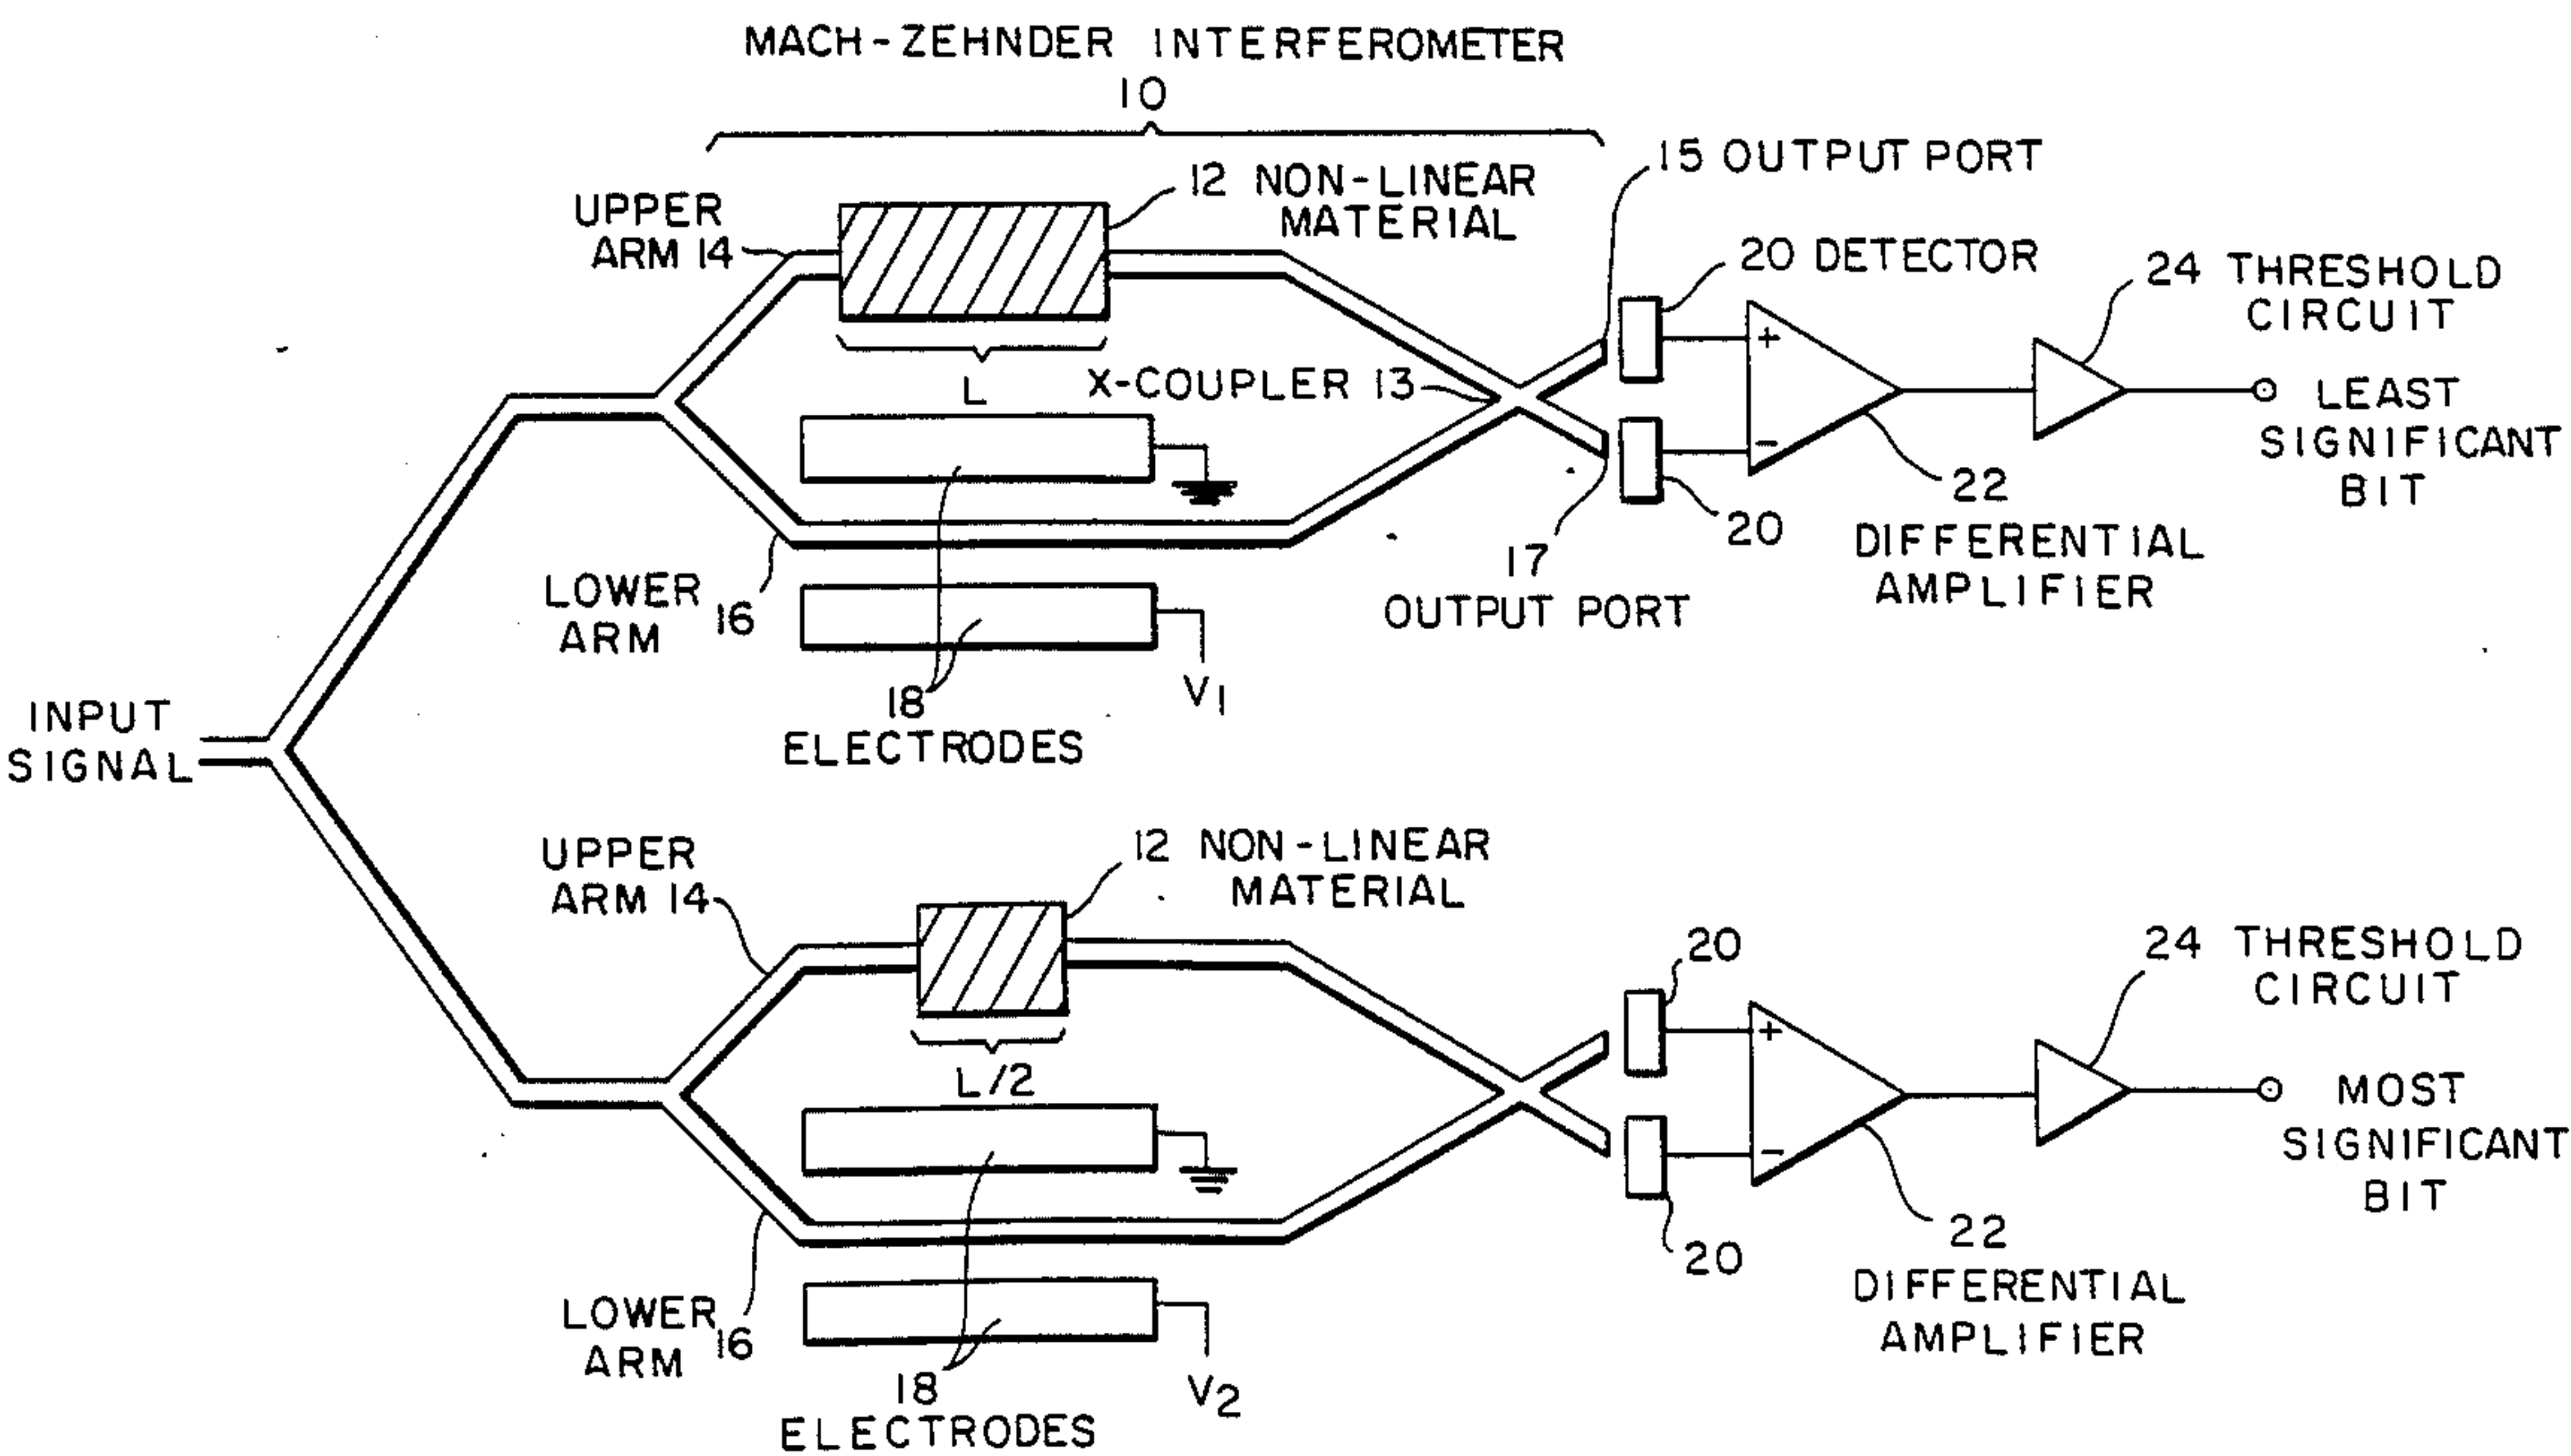 MACH-ZEHNDER INTERFEROMETER
10
15 OUTPUT PORT
12 NON-LINEAR
MATERIAL
UPPER
ARM 14
20 DETECTOR
24 THRESHOLD
CIRCUIT
L
X-COUPLER 13
+
-
LEAST
SIGNIFICANT
BIT
22
DIFFERENTIAL
AMPLIFIER
20
17
OUTPUT PORT
LOWER 16
ARM
18
ELECTRODES
V1
INPUT
SIGNAL
UPPER
ARM 14
12 NON-LINEAR
MATERIAL
20
24 THRESHOLD
CIRCUIT
L/2
+
-
MOST
SIGNIFICANT
BIT
20
22
DIFFERENTIAL
AMPLIFIER
LOWER 16
ARM
18
ELECTRODES
V2